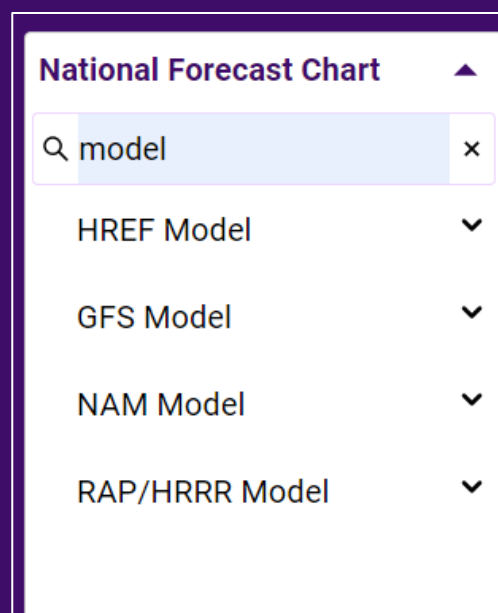 National Forecast Chart
model
HREF Model
GFS Model
NAM Model
RAP/HRRR Model